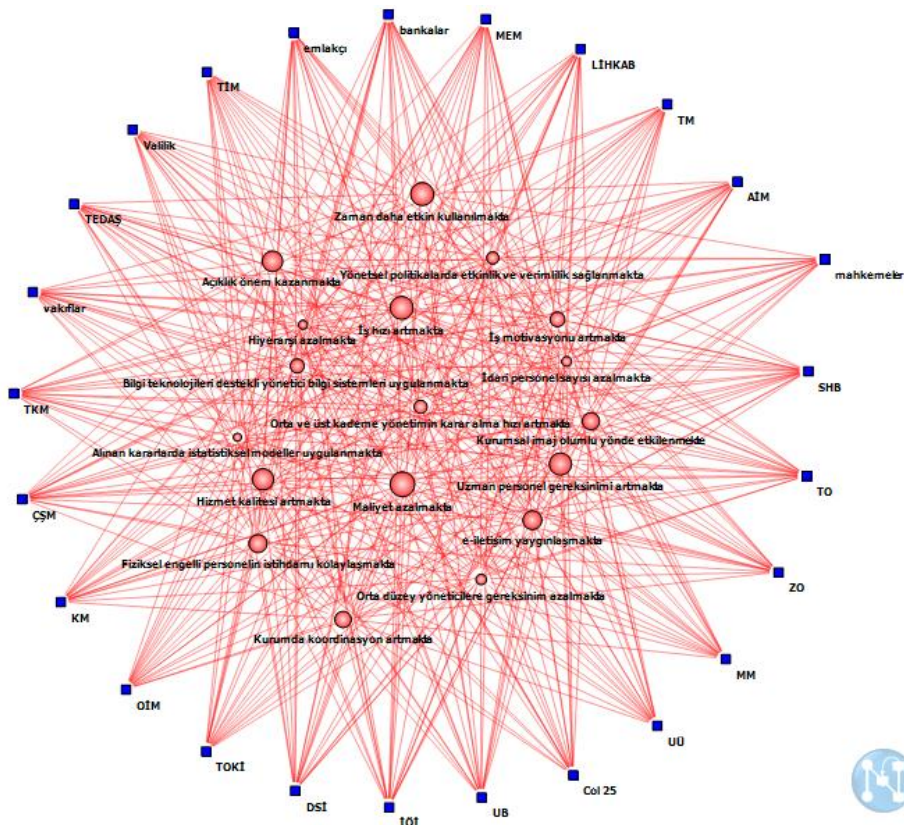 bankalar
MEM
emlakçı
LİHKAB
TİM
TM
Valilik
AİM
TEDAŞ
Zaman daha etkin kullanılmakta
mahkemeler
Yönetsel politikalarda etkinlik ve verimlilik sağlanmakta
Açıklık önem kazanmakta
vakıflar
İş hızı artmakta
İş motivasyonu artmakta
Hiyerarşi azalmakta
İdari personel sayısı azalmakta
Bilgi teknolojileri destekli yönetici bilgi sistemleri uygulanmakta
SHB
TKM
Orta ve üst kademe yönetimin karar alma hızı artmakta
Kurumsal imaj olumlu yönde etkilenmekte
Alınan kararlarda istatistiksel modeller uygulanmakta
Uzman personel gereksinimi artmakta
TO
Hizmet kalitesi artmakta
Maliyet azalmakta
ÇŞM
e-iletişim yaygınlaşmakta
Fiziksel engelli personelin istihdamı kolaylaşmakta
ZO
Orta düzey yöneticilere gereksinim azalmakta
KM
Kurumda koordinasyon artmakta
MM
OİM
UÜ
TOKİ
Col 25
DSİ
UB